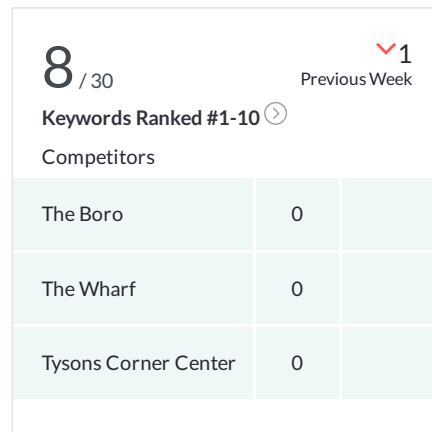 8 / 30
1
Previous Week
Keywords Ranked #1-10
Competitors
The Boro 0
The Wharf 0
Tysons Corner Center 0